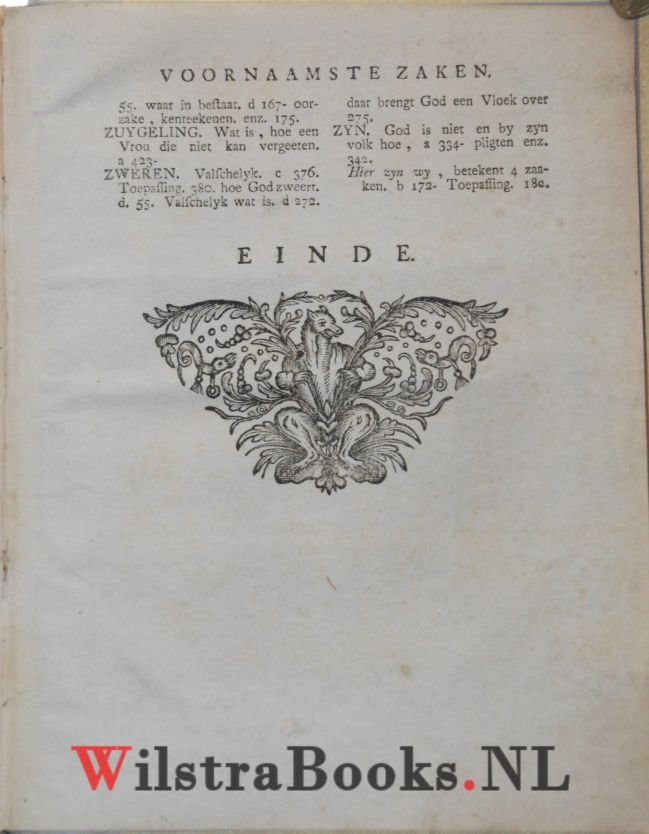 VOORNAAMSTE ZAKEN.
55. waar in beſtaat. d 167- oor-
zake, kenteekenen. enz. 175.
ZUYGELING. Wat is, hoe een
Vrou die niet kan vergeeten.
a 423-
ZWEREN. Valſchelyk. c 376.
Toepaſſing. 380. hoe God zweert.
d. 55. Valſchelyk wat is. d 272.
daar brengt God een Vloek over
275.
ZYN. God is niet en by zyn
volk hoe, a 334- pligten enz.
342.
Hier zyn wy, betekent 4 zaa-
ken. b 172- Toepaſſing. 180.
EINDE.
WilstraBooks.NL